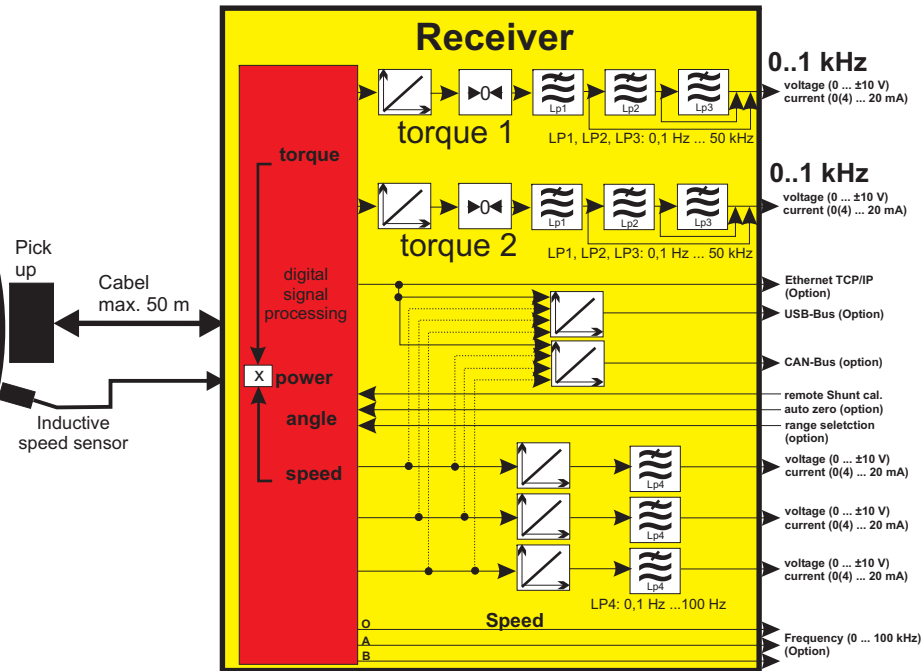 Receiver
0..1 kHz
voltage (0 ... ±10 V)
current (0(4) ... 20 mA)
Lp1
Lp2
Lp3
0
torque 1
LP1, LP2, LP3: 0,1 Hz ... 50 kHz
torque
0..1 kHz
voltage (0 ... ±10 V)
current (0(4) ... 20 mA)
0
Lp1
Lp2
Lp3
torque 2
LP1, LP2, LP3: 0,1 Hz ... 50 kHz
Pick
up
Cabel
max. 50 m
digital
signal
processing
Ethernet TCP/IP
(Option)
USB-Bus (Option)
CAN-Bus (option)
x
power
remote Shunt cal.
auto zero (option)
range seletction
(option)
angle
Inductive
speed sensor
speed
Lp4
voltage (0 ... ±10 V)
current (0(4) ... 20 mA)
Lp4
voltage (0 ... ±10 V)
current (0(4) ... 20 mA)
Lp4
voltage (0 ... ±10 V)
current (0(4) ... 20 mA)
LP4: 0,1 Hz ...100 Hz
Speed
O
A
B
Frequency (0 ... 100 kHz)
(Option)